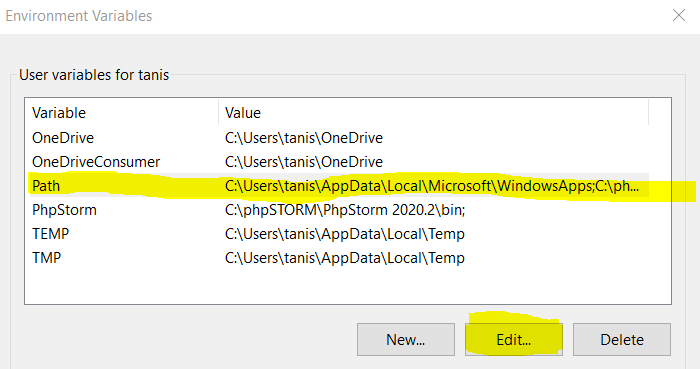 Environment Variables
User variables for tanis
Variable Value
OneDrive C:\Users\tanis\OneDrive
OneDriveConsumer C:\Users\tanis\OneDrive
Path C:\Users\tanis\AppData\Local\Microsoft\WindowsApps;C:\ph...
PhpStorm C:\phpSTORM\PhpStorm 2020.2\bin;
TEMP C:\Users\tanis\AppData\Local\Temp
TMP C:\Users\tanis\AppData\Local\Temp
New... Edit... Delete